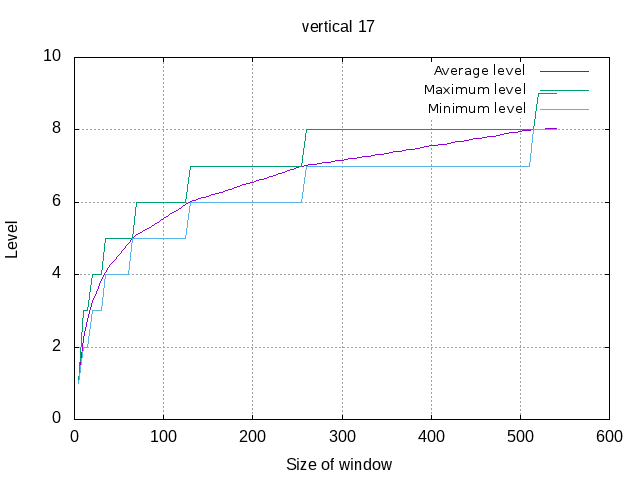 vertical 17
10
8
6
4
2
0
Level
Average level
Maximum level
Minimum level
0 100 200 300 400 500 600
Size of window